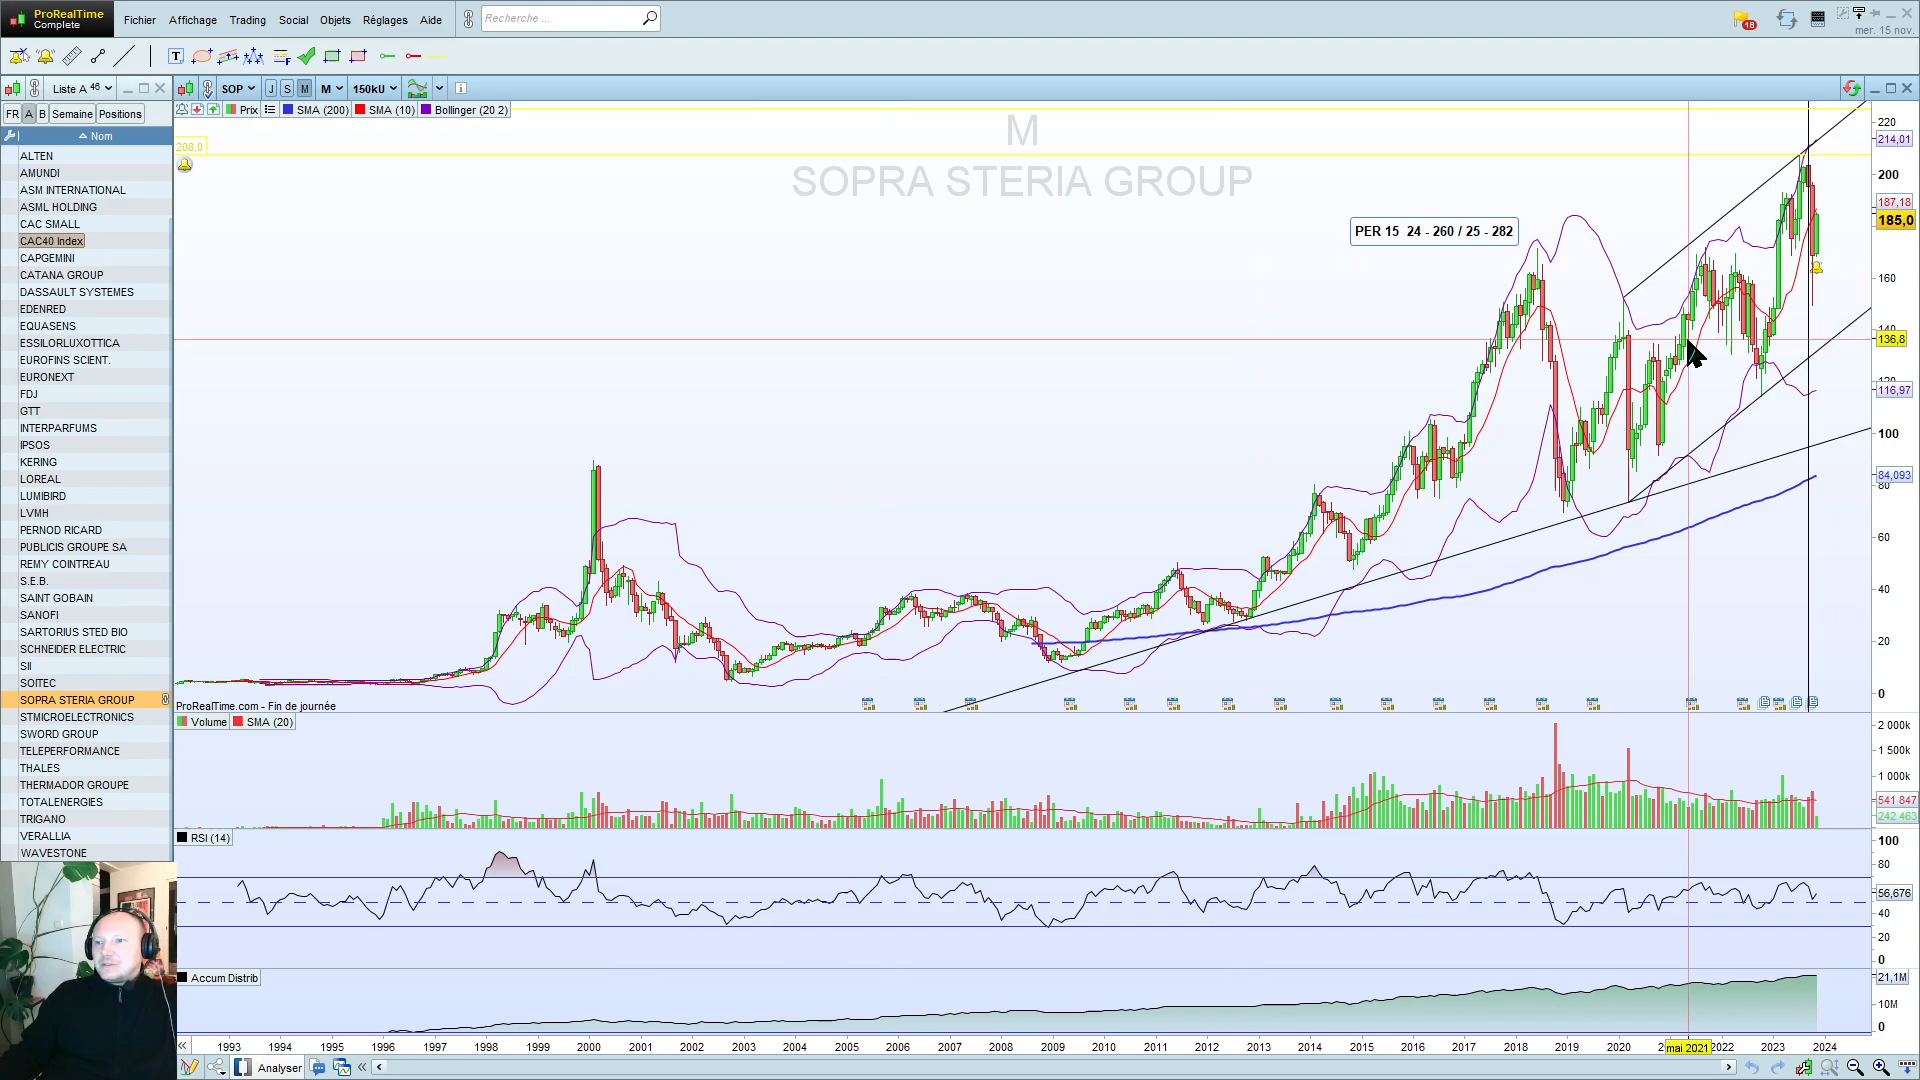 ProRealTime
Complete
Fichier Affichage Trading Social Objets Réglages Aide
Recherche ...
18
mer. 15 nov.
Liste A 46
SOP J S M M 150kU
FR A B Semaine Positions
Prix SMA (200) SMA (10) Bollinger (20 2)
Nom
ALTEN
AMUNDI
ASM INTERNATIONAL
ASML HOLDING
CAC SMALL
CAC40 Index
CAPGEMINI
CATANA GROUP
DASSAULT SYSTEMES
EDENRED
EQUASENS
ESSILORLUXOTTICA
EUROFINS SCIENT.
EURONEXT
FDJ
GTT
INTERPARFUMS
IPSOS
KERING
LOREAL
LUMIBIRD
LVMH
PERNOD RICARD
PUBLICIS GROUPE SA
REMY COINTREAU
S.E.B.
SAINT GOBAIN
SANOFI
SARTORIUS STED BIO
SCHNEIDER ELECTRIC
SII
SOITEC
SOPRA STERIA GROUP
STMICROELECTRONICS
SWORD GROUP
TELEPERFORMANCE
THALES
THERMADOR GROUPE
TOTALENERGIES
TRIGANO
VERALLIA
WAVESTONE
M
SOPRA STERIA GROUP
208,0
PER 15 24 - 260 / 25 - 282
220
214,01
200
187,18
185,0
160
140
136,8
120
116,97
100
84,093
80
60
40
20
0
ProRealTime.com - Fin de journée
Volume SMA (20)
2 000k
1 500k
1 000k
541 847
242 463
RSI (14)
100
80
56,676
40
20
0
Accum Distrib
21,1M
10M
0
1993 1994 1995 1996 1997 1998 1999 2000 2001 2002 2003 2004 2005 2006 2007 2008 2009 2010 2011 2012 2013 2014 2015 2016 2017 2018 2019 2020 mai 2021 2022 2023 2024
Analyser